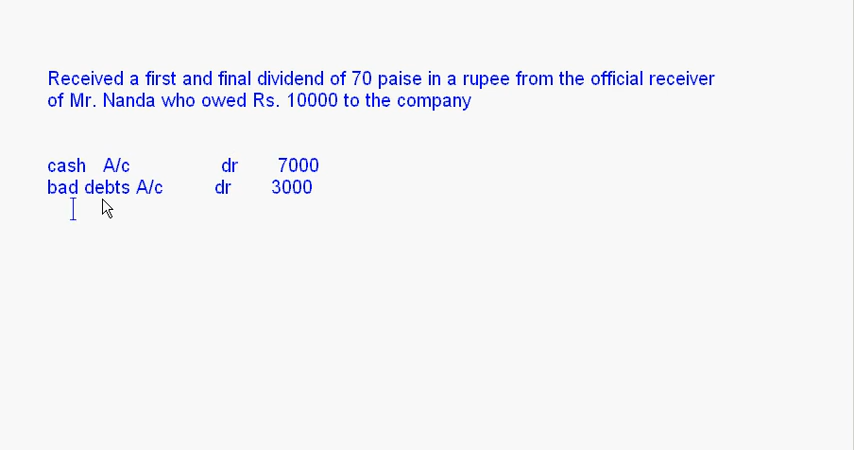 Received a first and final dividend of 70 paise in a rupee from the official receiver
of Mr. Nanda who owed Rs. 10000 to the company
cash A/c dr 7000
bad debts A/c dr 3000